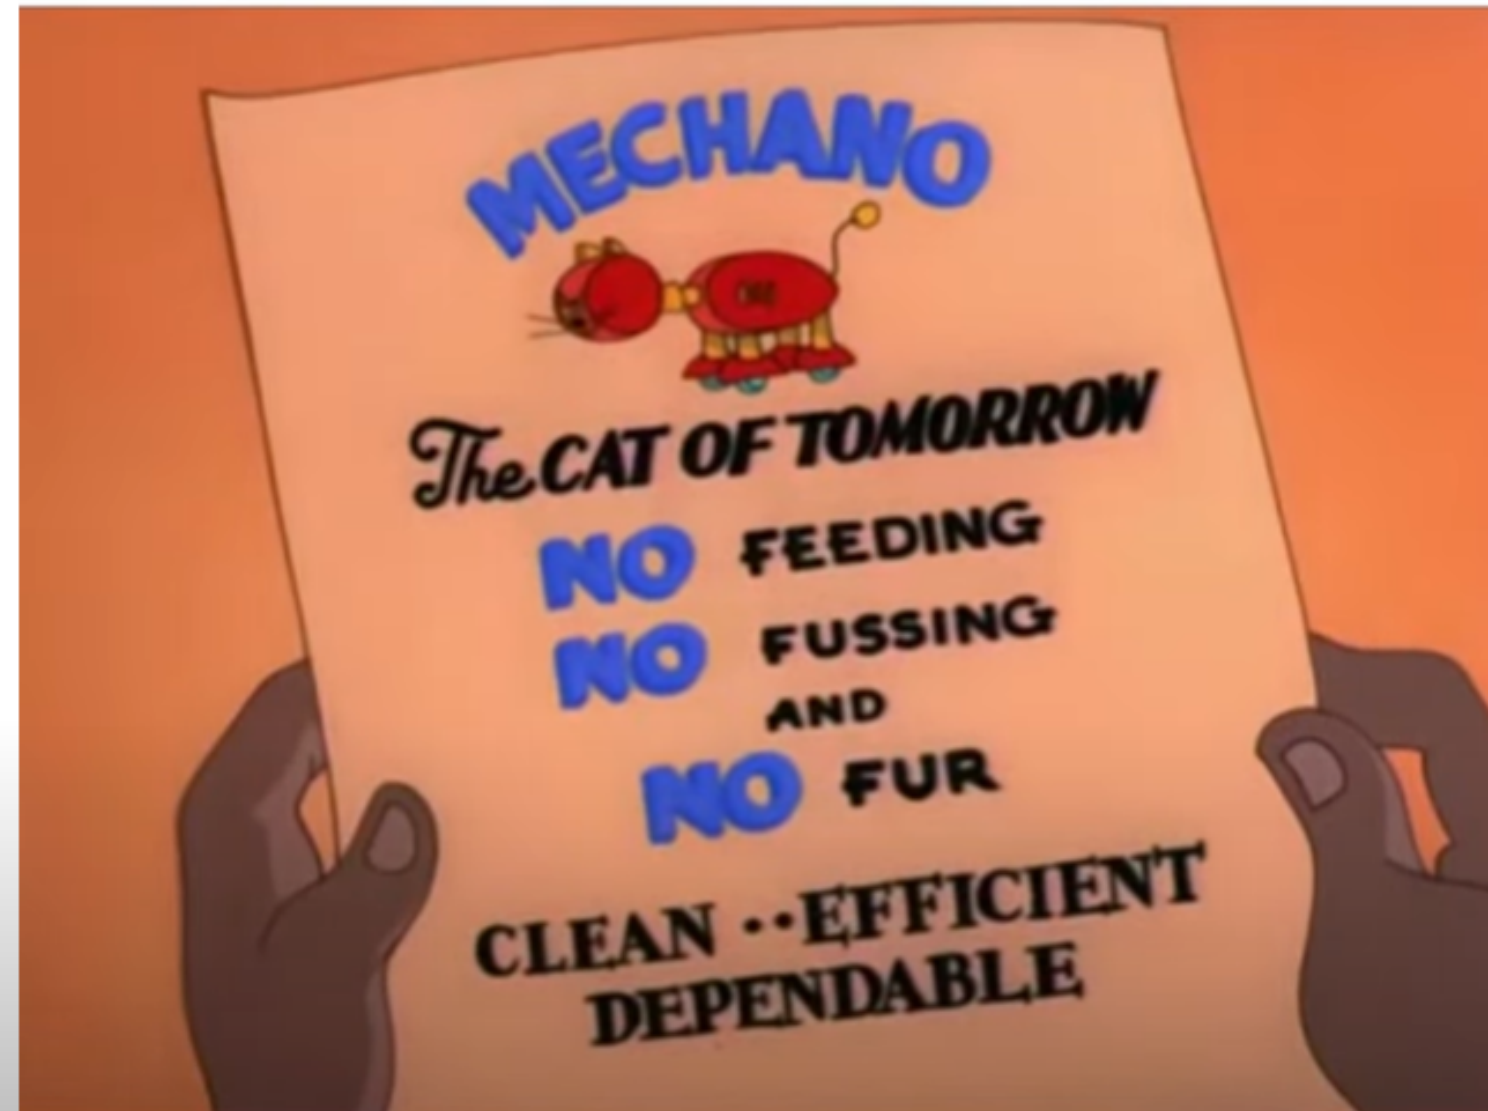 MECHANO
The CAT OF TOMORROW
NO FEEDING
NO FUSSING
AND
NO FUR
CLEAN ··EFFICIENT
DEPENDABLE